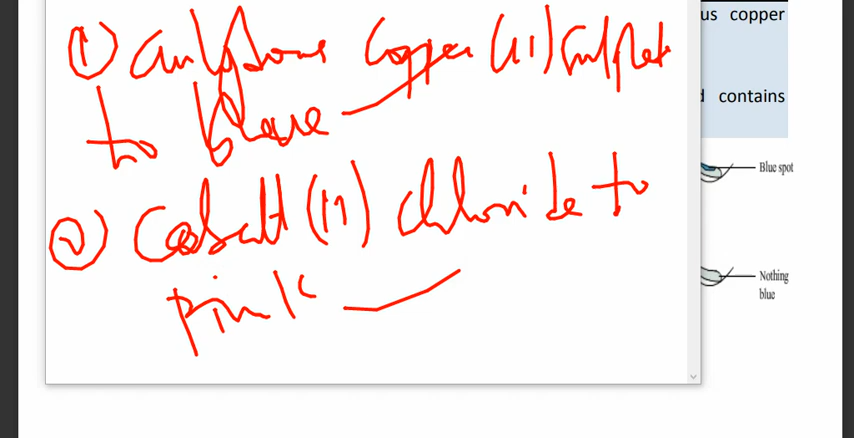 us copper
contains
① anhydrous Copper (II) sulphate
to blue
② Cobalt (II) chloride to
pink
Blue spot
Nothing
blue